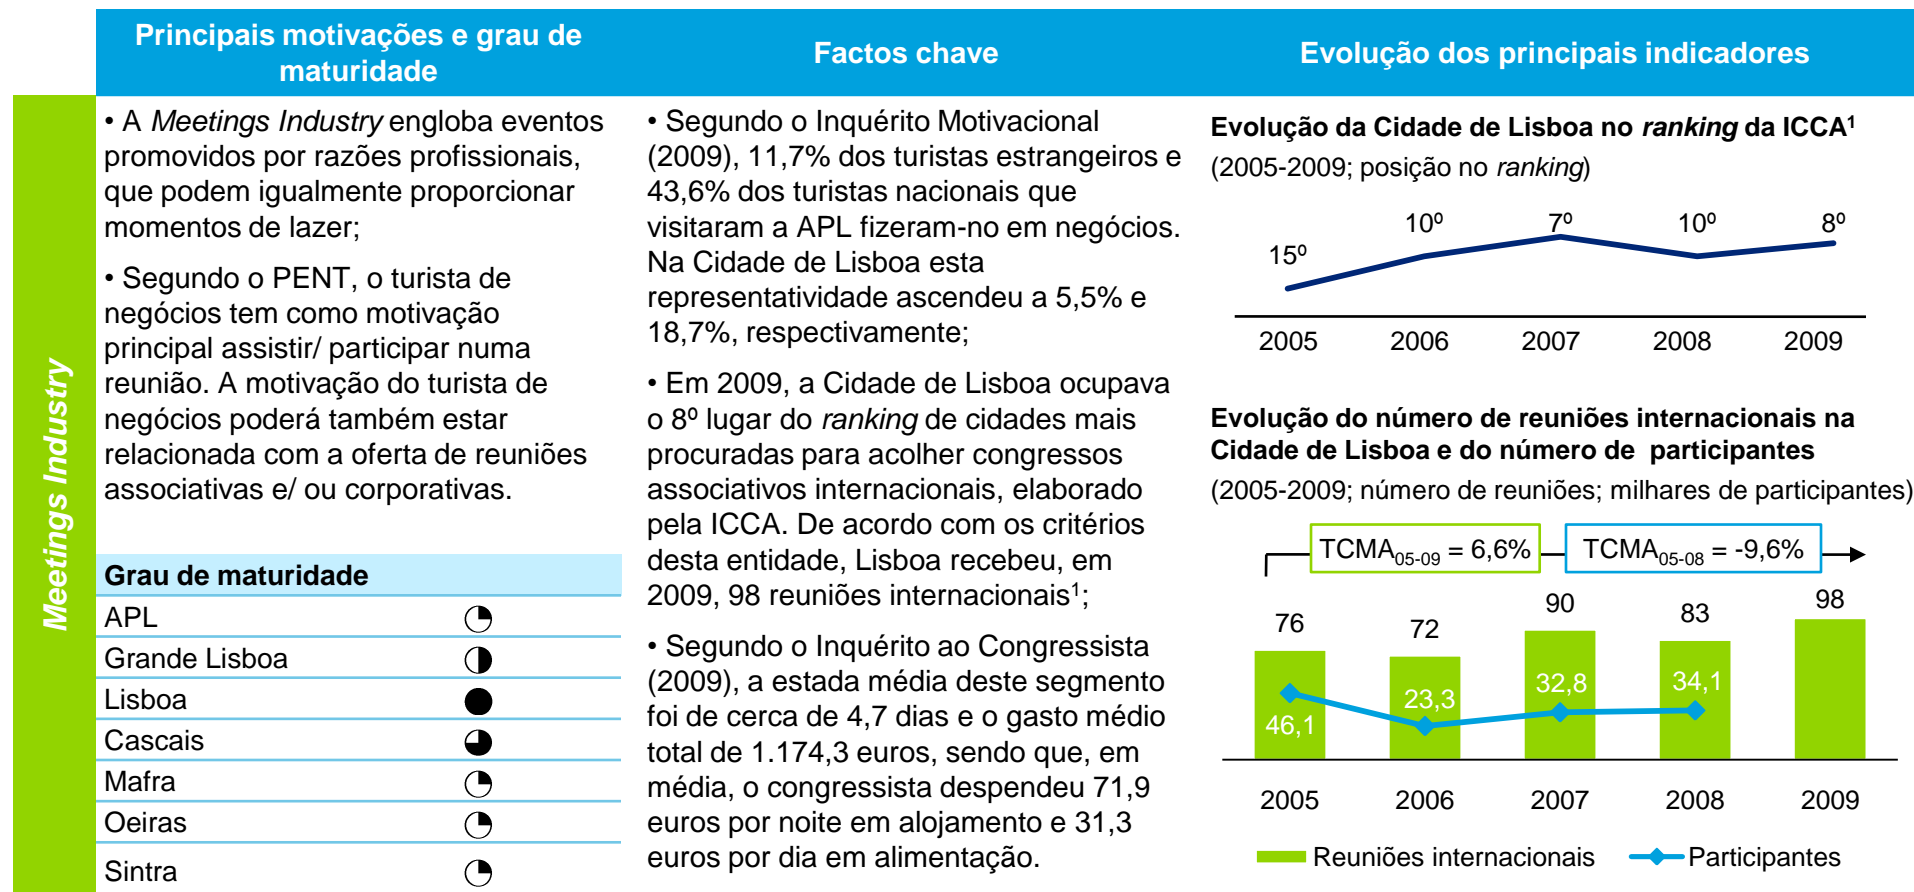 Principais motivações e grau de
maturidade
Factos chave
Evolução dos principais indicadores
Meetings Industry
• A Meetings Industry engloba eventos
promovidos por razões profissionais,
que podem igualmente proporcionar
momentos de lazer;
• Segundo o PENT, o turista de
negócios tem como motivação
principal assistir/ participar numa
reunião. A motivação do turista de
negócios poderá também estar
relacionada com a oferta de reuniões
associativas e/ ou corporativas.
Grau de maturidade
APL
Grande Lisboa
Lisboa
Cascais
Mafra
Oeiras
Sintra
• Segundo o Inquérito Motivacional
(2009), 11,7% dos turistas estrangeiros e
43,6% dos turistas nacionais que
visitaram a APL fizeram-no em negócios.
Na Cidade de Lisboa esta
representatividade ascendeu a 5,5% e
18,7%, respectivamente;
• Em 2009, a Cidade de Lisboa ocupava
o 8º lugar do ranking de cidades mais
procuradas para acolher congressos
associativos internacionais, elaborado
pela ICCA. De acordo com os critérios
desta entidade, Lisboa recebeu, em
2009, 98 reuniões internacionais¹;
• Segundo o Inquérito ao Congressista
(2009), a estada média deste segmento
foi de cerca de 4,7 dias e o gasto médio
total de 1.174,3 euros, sendo que, em
média, o congressista despendeu 71,9
euros por noite em alojamento e 31,3
euros por dia em alimentação.
Evolução da Cidade de Lisboa no ranking da ICCA¹
(2005-2009; posição no ranking)
15º 10º 7º 10º 8º
2005 2006 2007 2008 2009
Evolução do número de reuniões internacionais na
Cidade de Lisboa e do número de participantes
(2005-2009; número de reuniões; milhares de participantes)
TCMA05-09 = 6,6% TCMA05-08 = -9,6%
76 72 90 83 98
46,1 23,3 32,8 34,1
2005 2006 2007 2008 2009
Reuniões internacionais Participantes